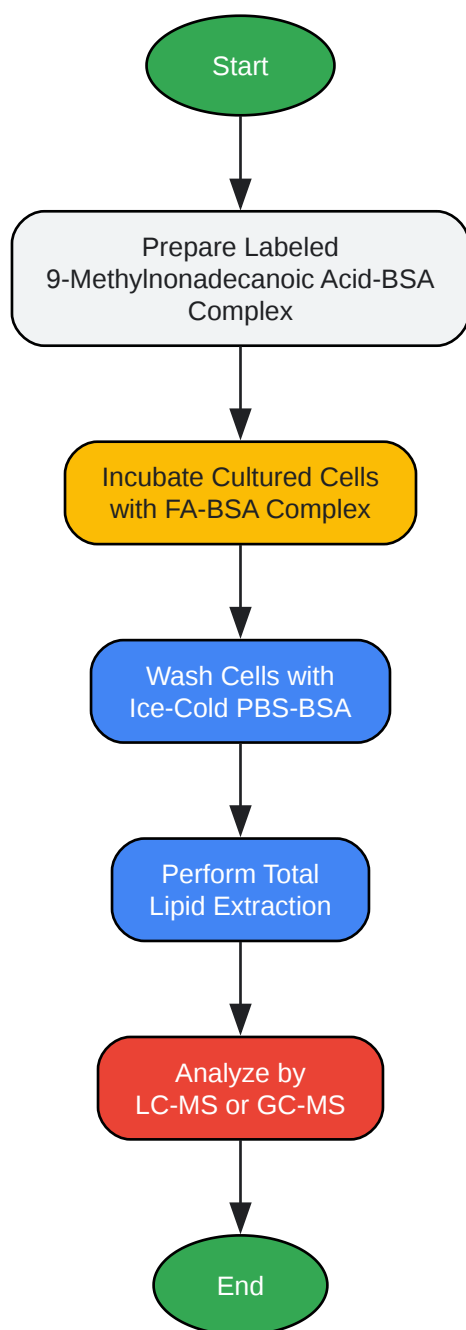 Start
Prepare Labeled
9-Methylnonadecanoic Acid-BSA
Complex
Incubate Cultured Cells
with FA-BSA Complex
Wash Cells with
Ice-Cold PBS-BSA
Perform Total
Lipid Extraction
Analyze by
LC-MS or GC-MS
End